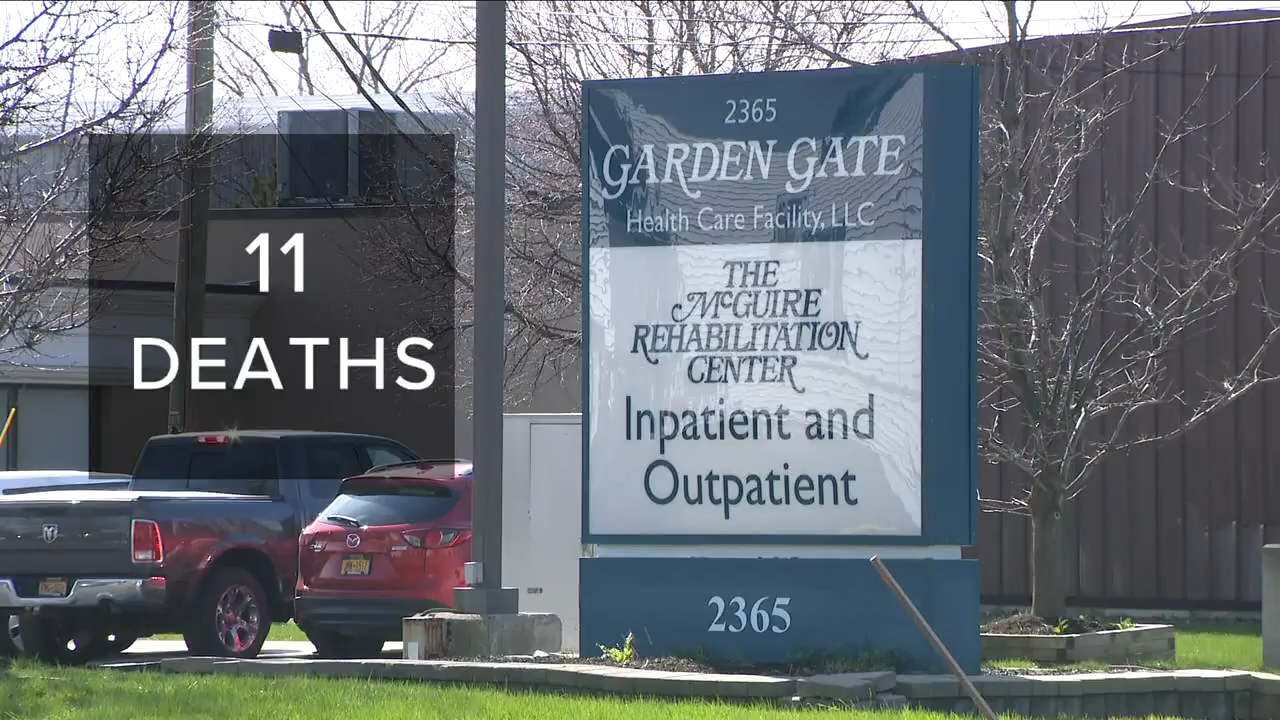 11
DEATHS
2365
GARDEN GATE
Health Care Facility, LLC
THE
McGUIRE
REHABILITATION
CENTER
Inpatient and
Outpatient
2365